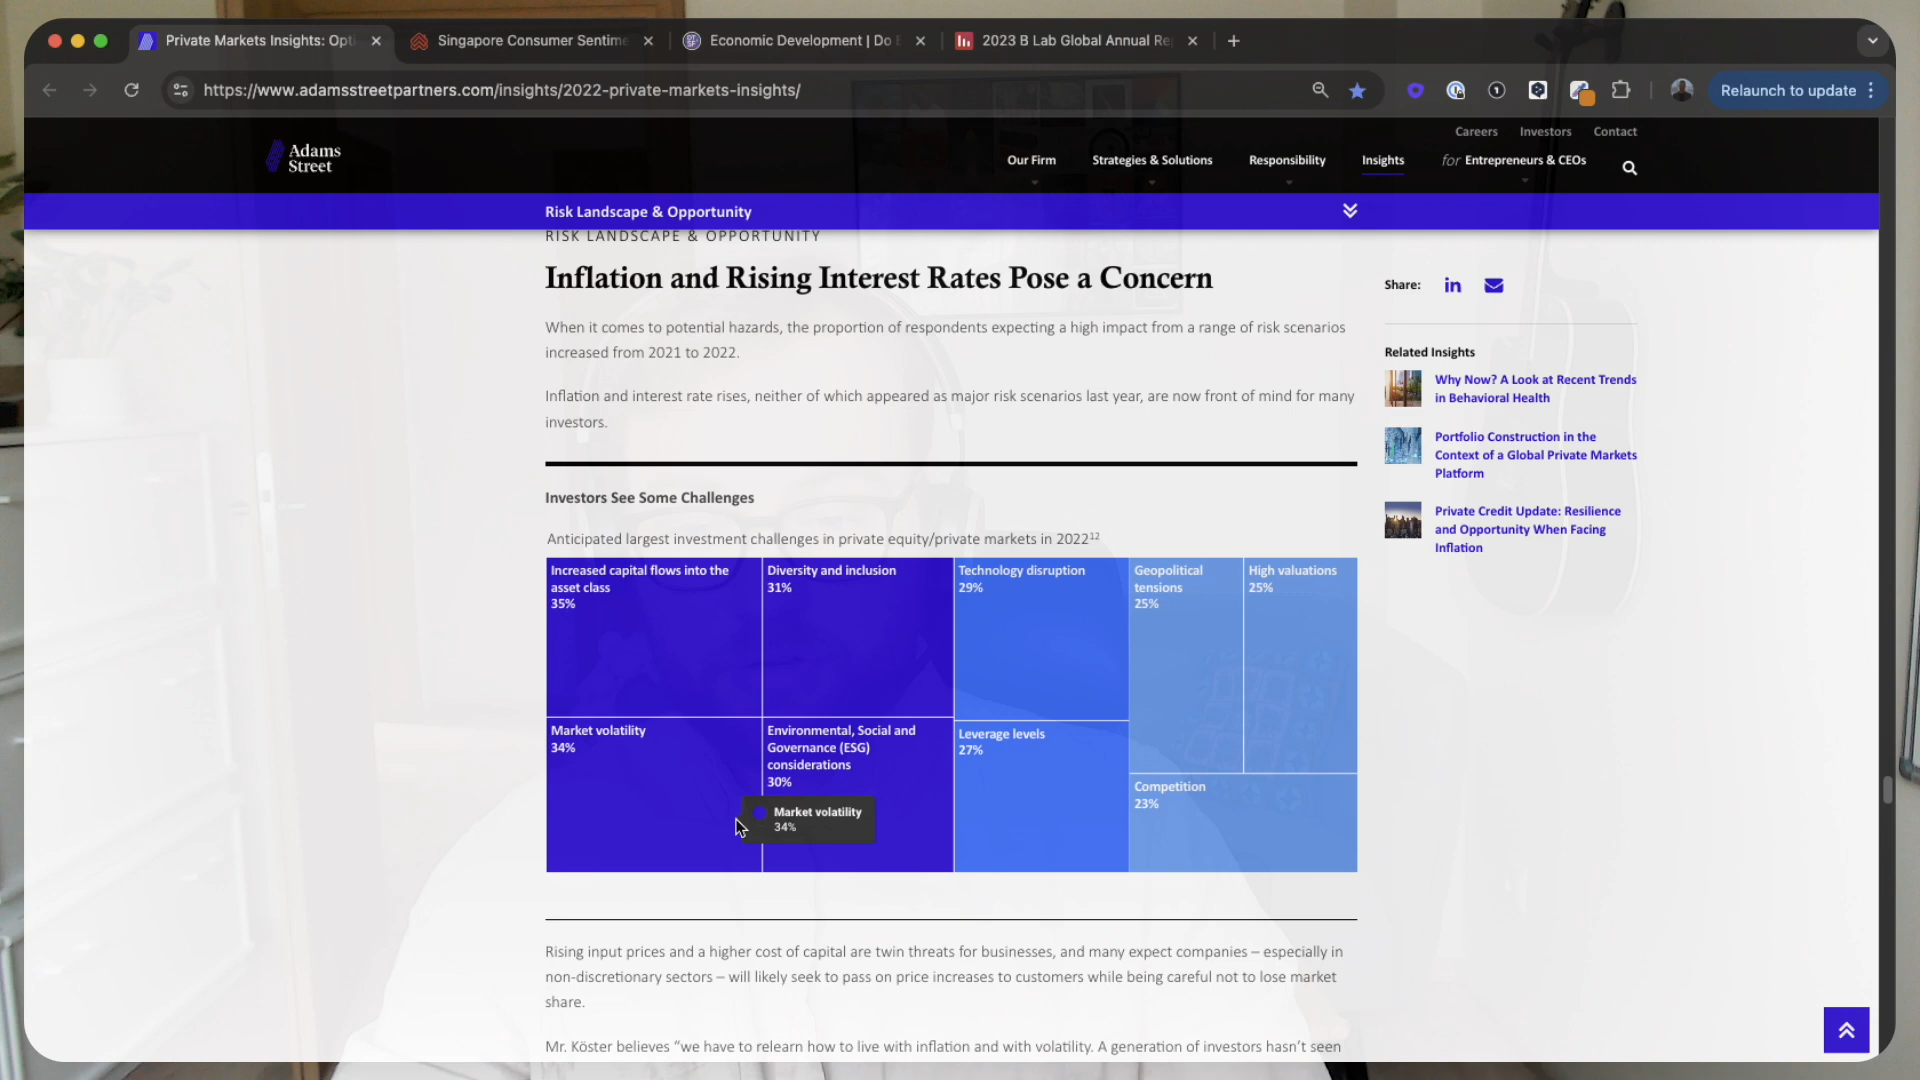 Private Markets Insights: Opti
Singapore Consumer Sentime
Economic Development | Do
2023 B Lab Global Annual Re
https://www.adamsstreetpartners.com/insights/2022-private-markets-insights/
Relaunch to update
Careers Investors Contact
Adams
Street
Our Firm Strategies & Solutions Responsibility Insights for Entrepreneurs & CEOs
Risk Landscape & Opportunity
RISK LANDSCAPE & OPPORTUNITY
Inflation and Rising Interest Rates Pose a Concern
When it comes to potential hazards, the proportion of respondents expecting a high impact from a range of risk scenarios
increased from 2021 to 2022.
Inflation and interest rate rises, neither of which appeared as major risk scenarios last year, are now front of mind for many
investors.
Investors See Some Challenges
Anticipated largest investment challenges in private equity/private markets in 2022¹²
Increased capital flows into the
asset class
35%
Diversity and inclusion
31%
Technology disruption
29%
Geopolitical
tensions
25%
High valuations
25%
Market volatility
34%
Environmental, Social and
Governance (ESG)
considerations
30%
Leverage levels
27%
Competition
23%
Market volatility
34%
Rising input prices and a higher cost of capital are twin threats for businesses, and many expect companies – especially in
non-discretionary sectors – will likely seek to pass on price increases to customers while being careful not to lose market
share.
Mr. Köster believes “we have to relearn how to live with inflation and with volatility. A generation of investors hasn’t seen
Share:
Related Insights
Why Now? A Look at Recent Trends
in Behavioral Health
Portfolio Construction in the
Context of a Global Private Markets
Platform
Private Credit Update: Resilience
and Opportunity When Facing
Inflation